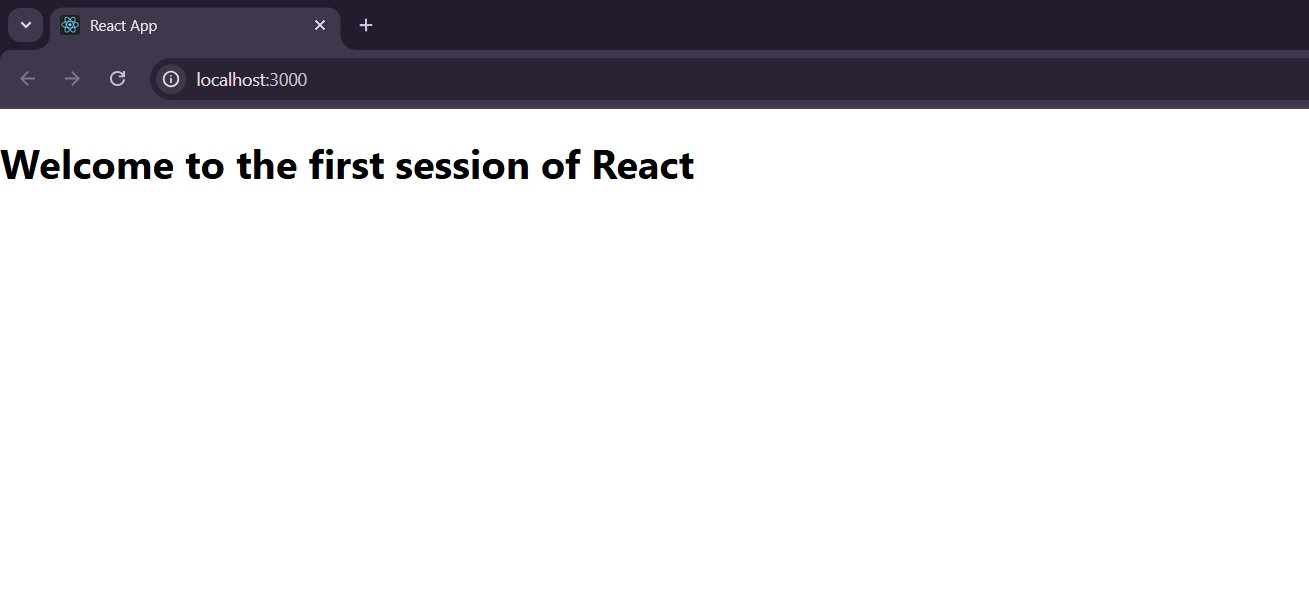 React App
localhost:3000
Welcome to the first session of React